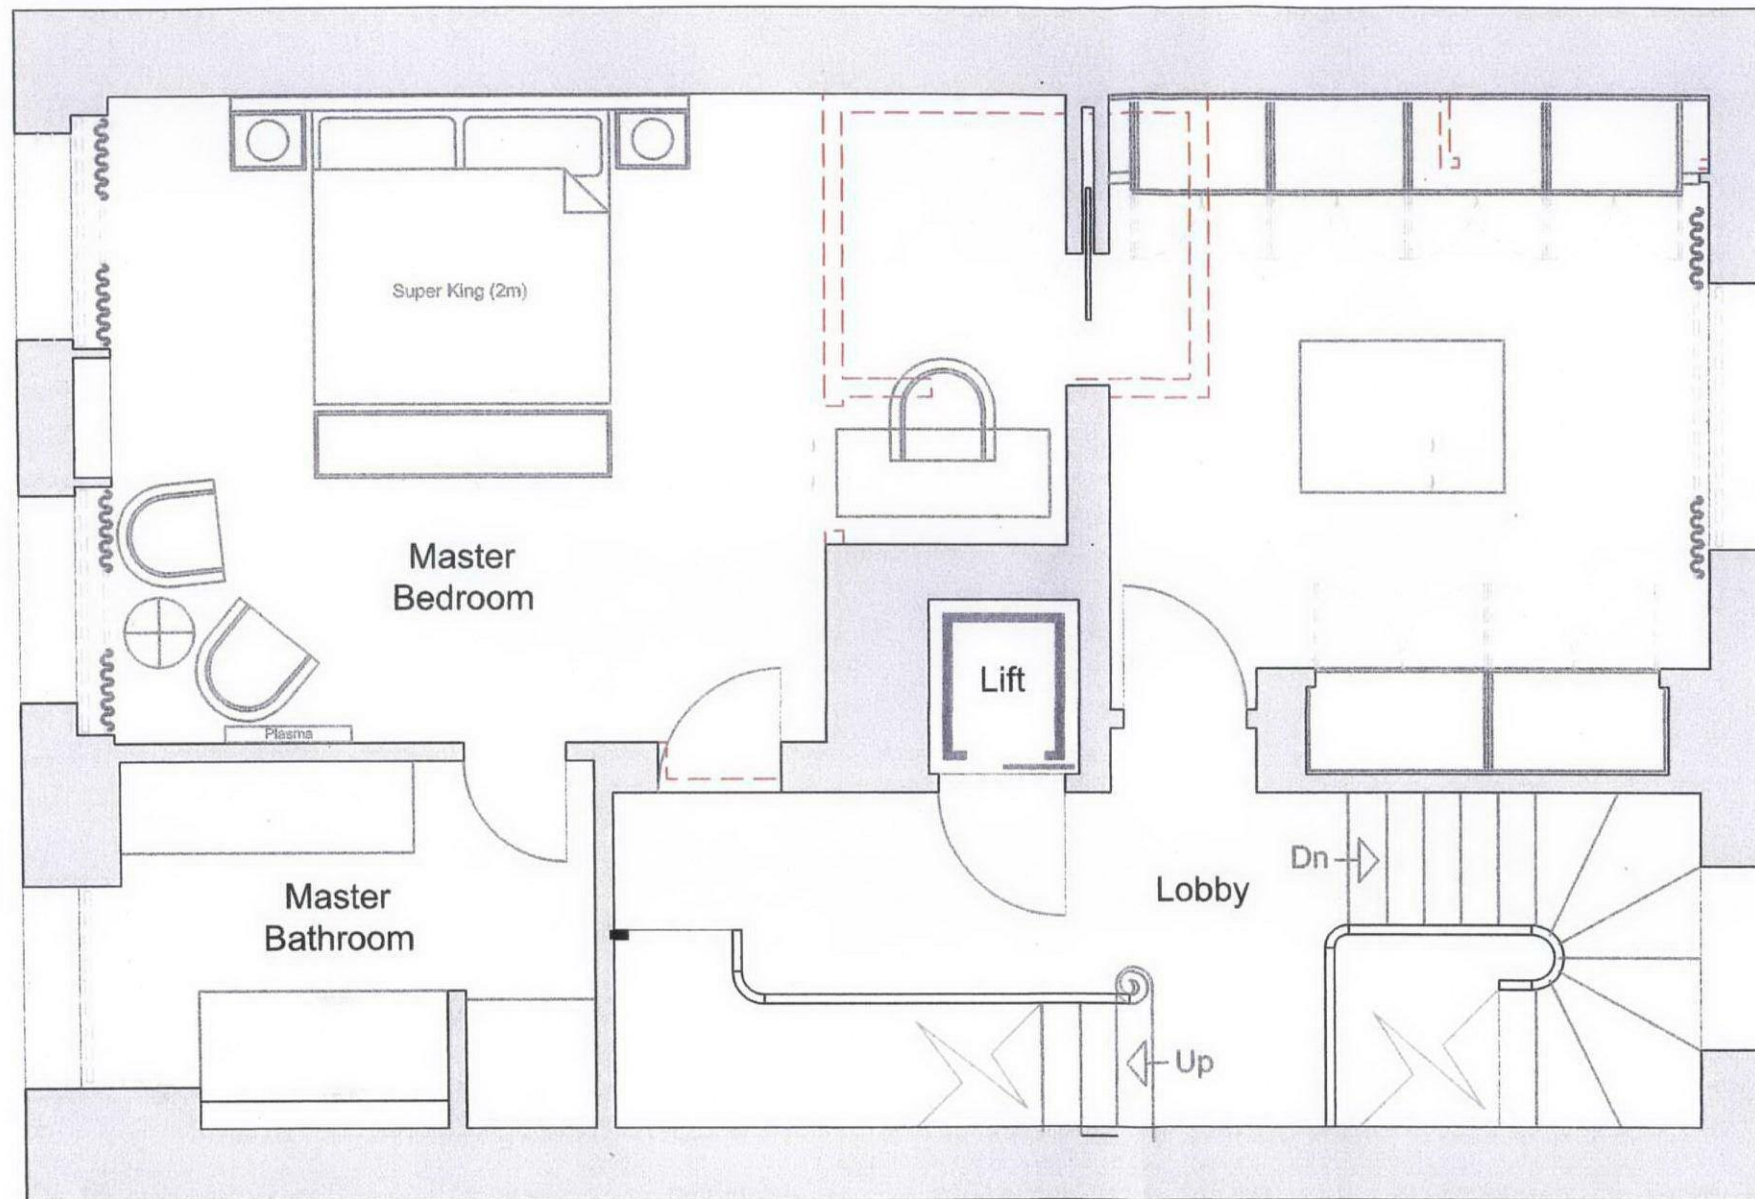 Super King (2m)
Master
Bedroom
Lift
Plasma
Dn
Master
Bathroom
Lobby
Up